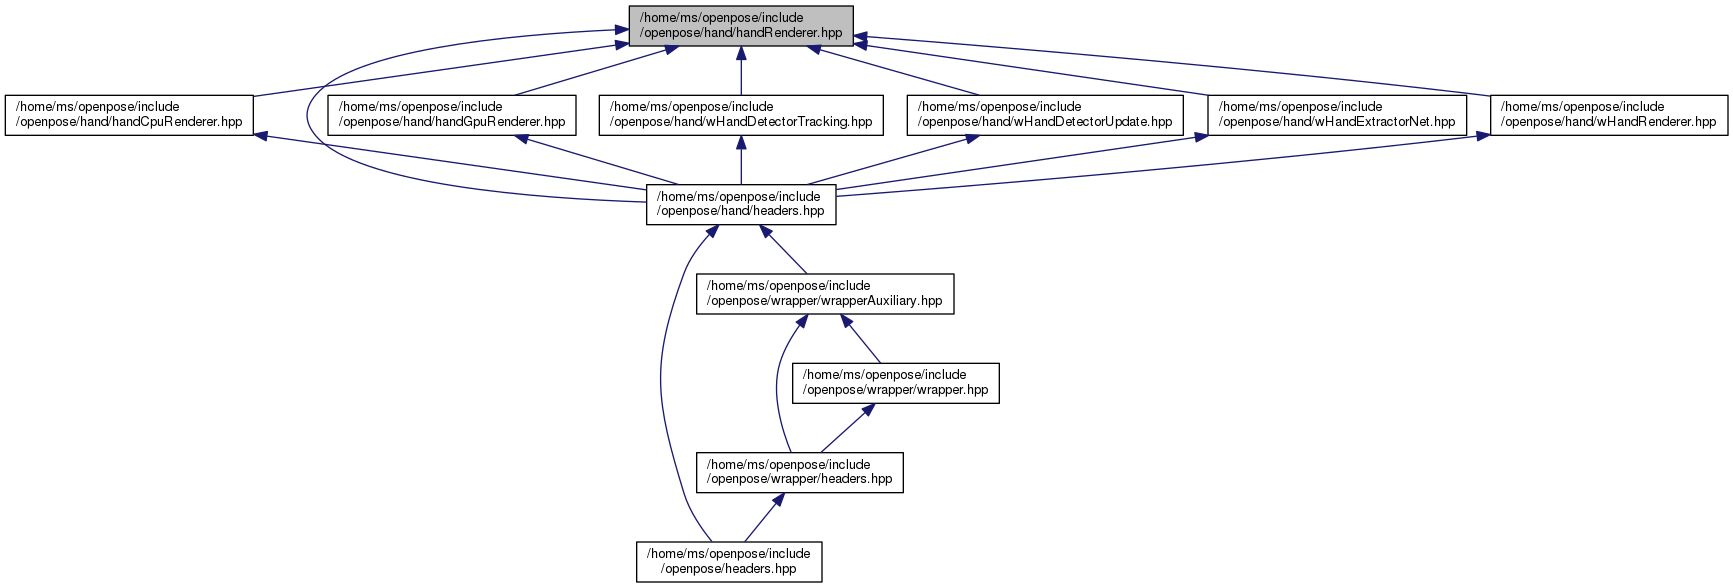 /home/ms/openpose/include
/openpose/hand/handRenderer.hpp
/home/ms/openpose/include
/openpose/hand/handCpuRenderer.hpp
/home/ms/openpose/include
/openpose/hand/handGpuRenderer.hpp
/home/ms/openpose/include
/openpose/hand/wHandDetectorTracking.hpp
/home/ms/openpose/include
/openpose/hand/wHandDetectorUpdate.hpp
/home/ms/openpose/include
/openpose/hand/wHandExtractorNet.hpp
/home/ms/openpose/include
/openpose/hand/wHandRenderer.hpp
/home/ms/openpose/include
/openpose/hand/headers.hpp
/home/ms/openpose/include
/openpose/wrapper/wrapperAuxiliary.hpp
/home/ms/openpose/include
/openpose/wrapper/wrapper.hpp
/home/ms/openpose/include
/openpose/wrapper/headers.hpp
/home/ms/openpose/include
/openpose/headers.hpp